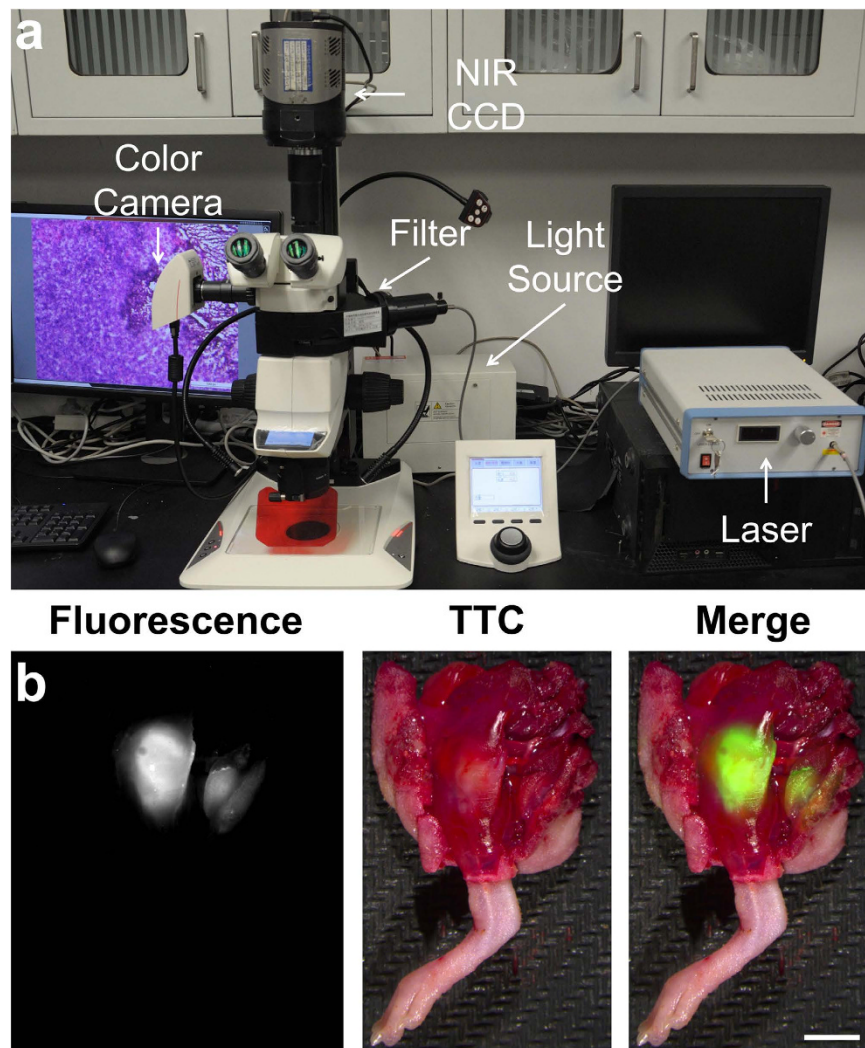 a
NIR
CCD
Color
Camera
Filter
Light
Source
Laser
Fluorescence
TTC
Merge
b